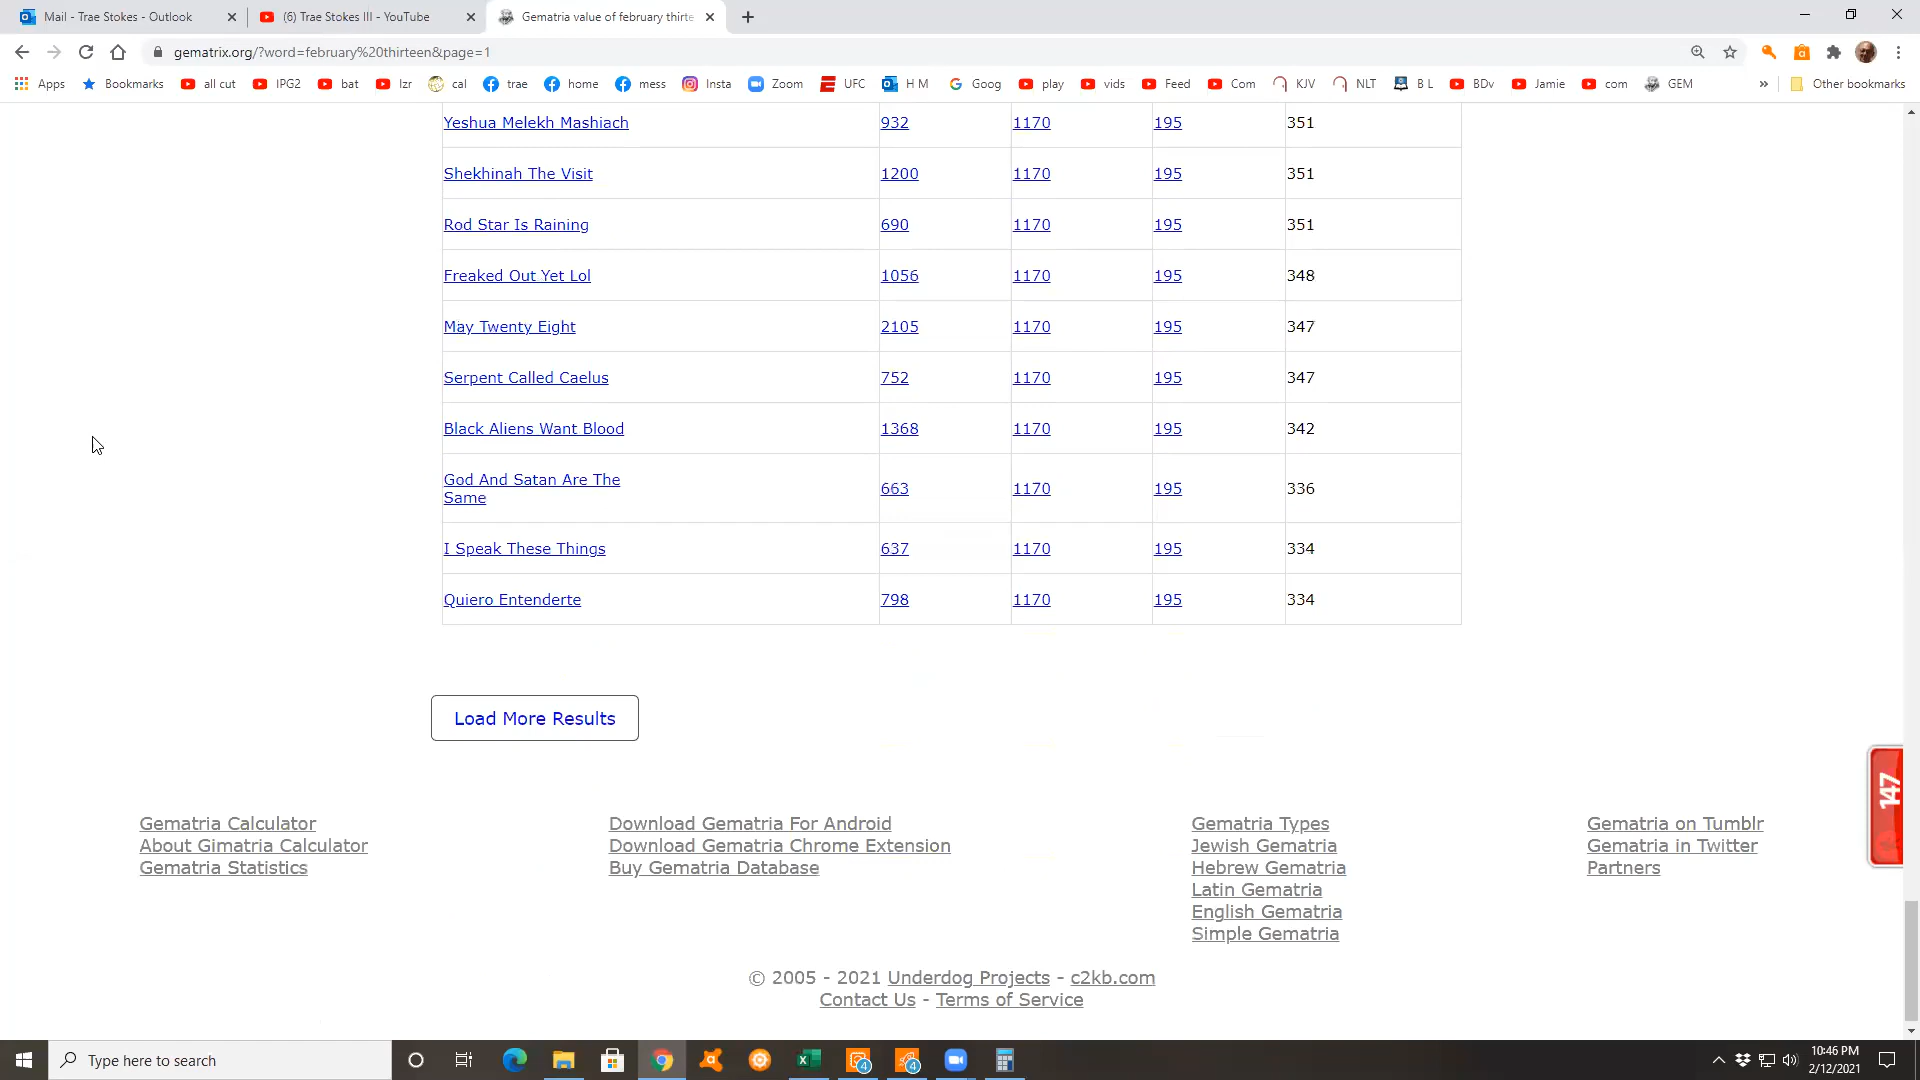 Mail - Trae Stokes - Outlook
(6) Trae Stokes III - YouTube
Gematria value of february thirte
gematrix.org/?word=february%20thirteen&page=1
Apps Bookmarks all cut IPG2 bat lzr cal trae home mess Insta Zoom UFC H M Goog play vids Feed Com KJV NLT B L BDv Jamie com GEM » Other bookmarks
Yeshua Melekh Mashiach 932 1170 195 351
Shekhinah The Visit 1200 1170 195 351
Rod Star Is Raining 690 1170 195 351
Freaked Out Yet Lol 1056 1170 195 348
May Twenty Eight 2105 1170 195 347
Serpent Called Caelus 752 1170 195 347
Black Aliens Want Blood 1368 1170 195 342
God And Satan Are The
Same 663 1170 195 336
I Speak These Things 637 1170 195 334
Quiero Entenderte 798 1170 195 334
Load More Results
147
Gematria Calculator Download Gematria For Android Gematria Types Gematria on Tumblr
About Gimatria Calculator Download Gematria Chrome Extension Jewish Gematria Gematria in Twitter
Gematria Statistics Buy Gematria Database Hebrew Gematria Partners
Latin Gematria
English Gematria
Simple Gematria
© 2005 - 2021 Underdog Projects - c2kb.com
Contact Us - Terms of Service
Type here to search
4
4
10:46 PM
2/12/2021